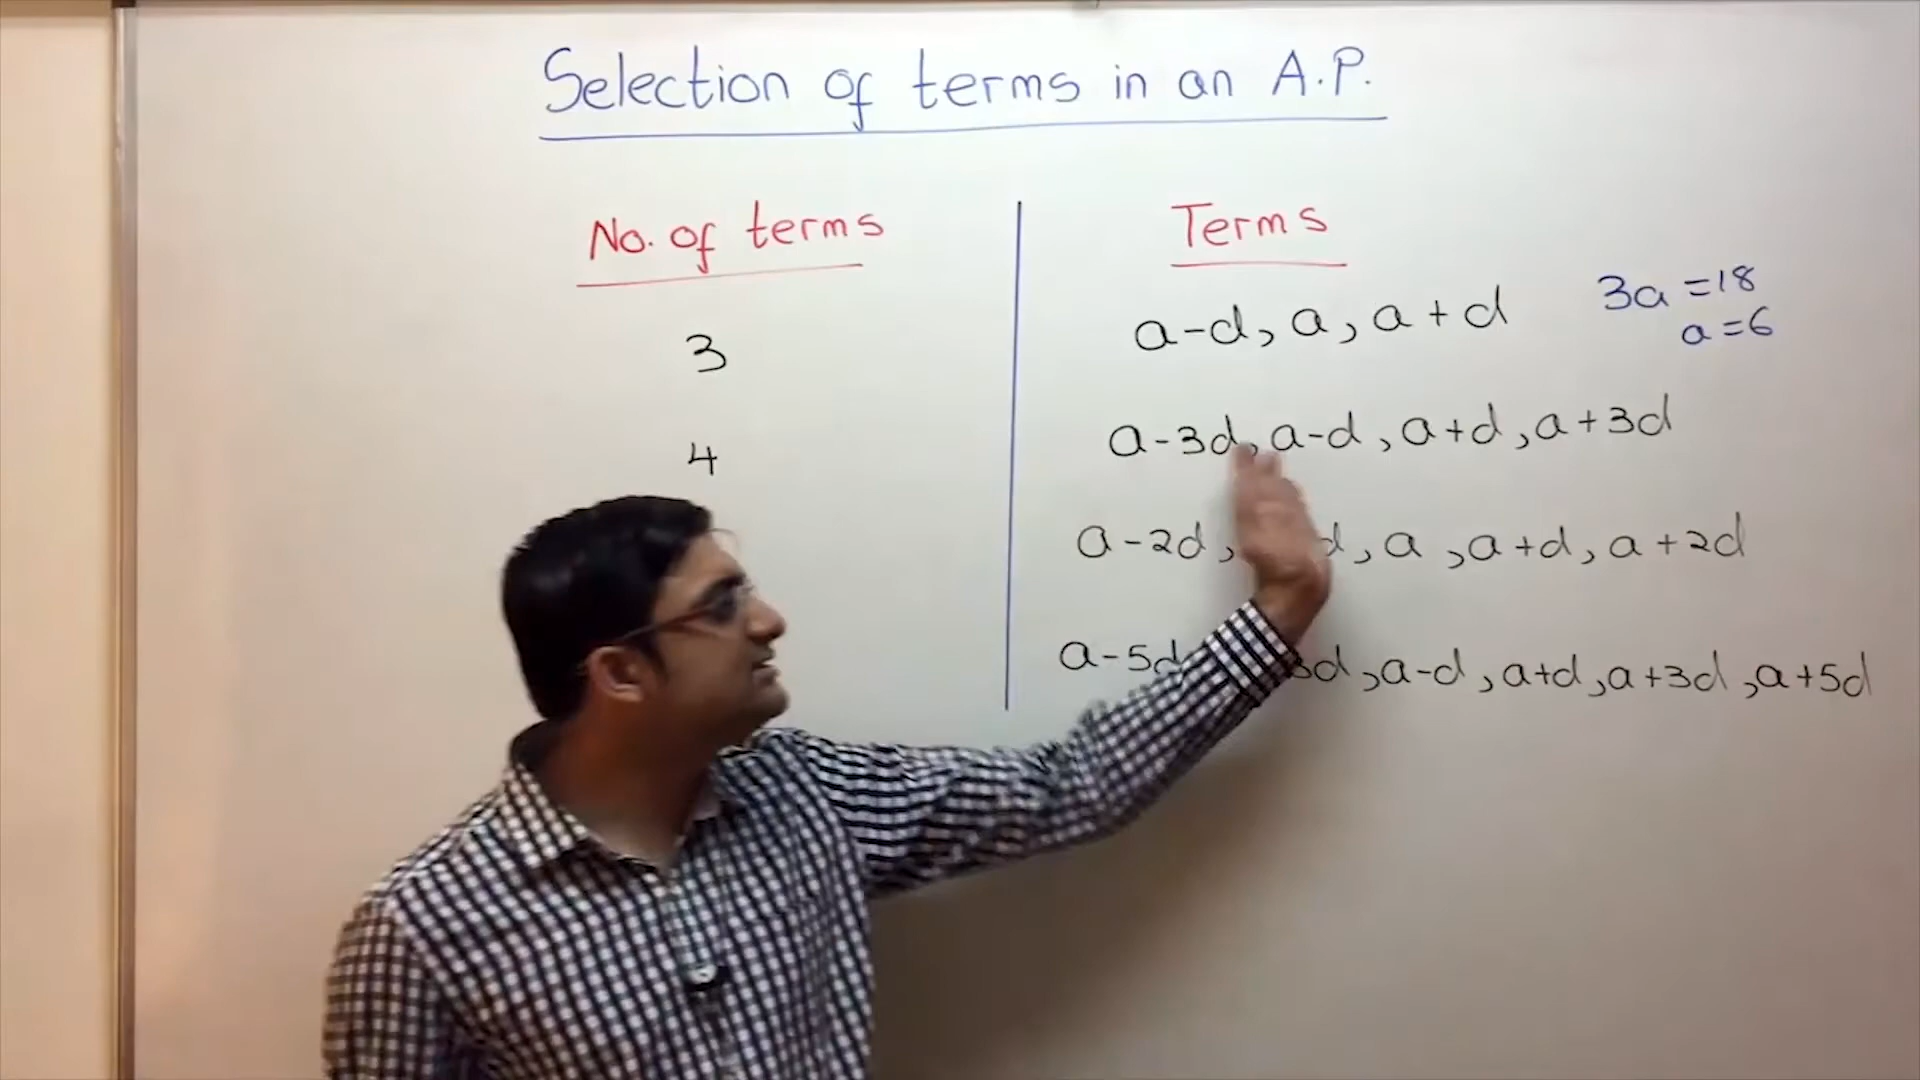 Selection of terms in an A.P.
No. of terms
Terms
3
a-d, a, a+d
3a=18
a=6
4
a-3d, a-d, a+d, a+3d
a-2d, d, a, a+d, a+2d
a-5d 3d, a-d, a+d, a+3d, a+5d